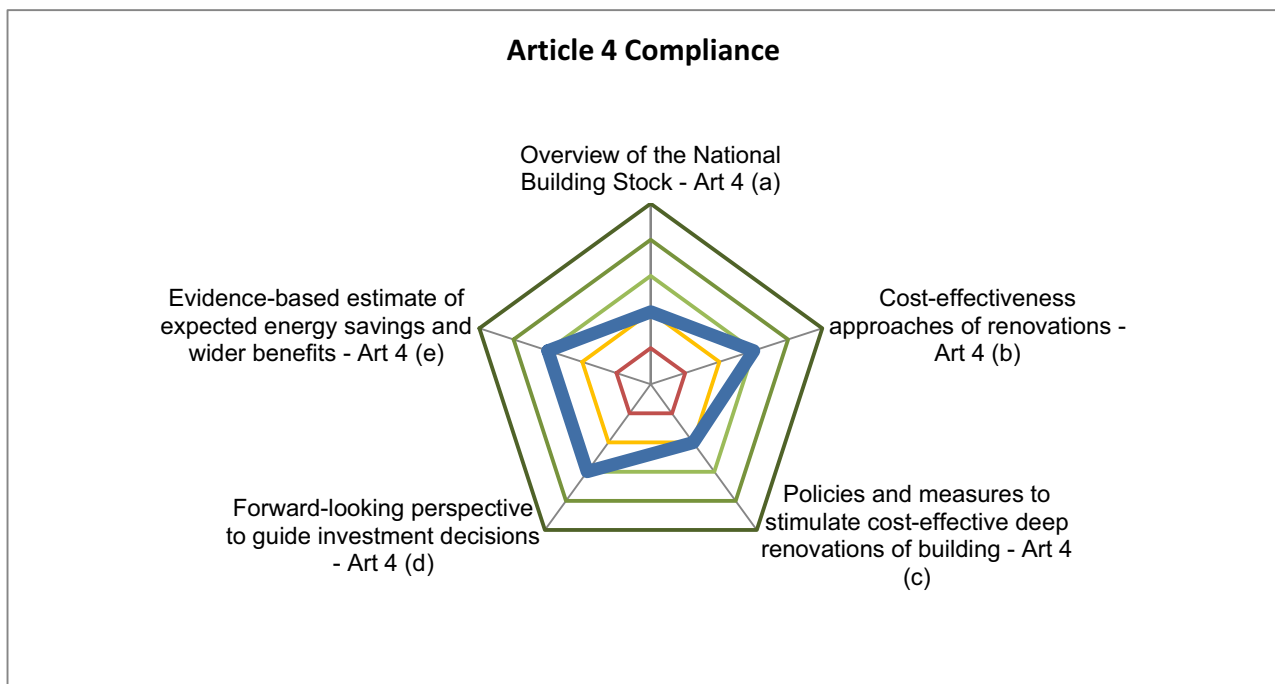 Article 4 Compliance
Overview of the National
Building Stock - Art 4 (a)
Cost-effectiveness
approaches of renovations -
Art 4 (b)
Policies and measures to
stimulate cost-effective deep
renovations of building - Art 4
(c)
Forward-looking perspective
to guide investment decisions
- Art 4 (d)
Evidence-based estimate of
expected energy savings and
wider benefits - Art 4 (e)